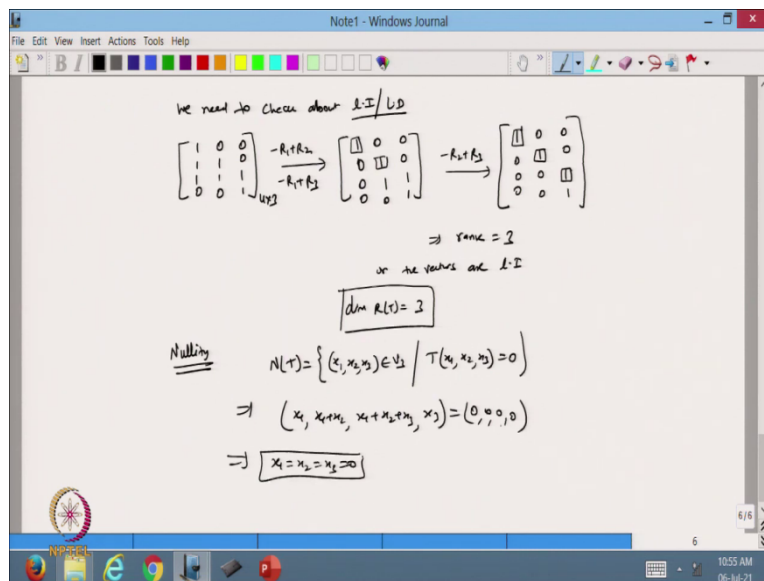 Note1 - Windows Journal
File Edit View Insert Actions Tools Help
B I
We need to check about l.I/LD
[1 0 0 -R₁+R₂ [1 0 0 -R₂+R₃ [1 0 0
1 1 0 → 0 1 0 → 0 1 0
1 1 1 -R₁+R₃ 0 1 1 0 0 1
0 0 1]₄ₓ₃ 0 0 1] 0 0 1]
⇒ rank = 3
or the vectors are l.I
dim R(T) = 3
Nullity N(T) = {(x₁, x₂, x₃) ∈ V₃ / T(x₁, x₂, x₃) = 0}
⇒ (x₁, x₁+x₂, x₁+x₂+x₃, x₃) = (0,0,0,0)
⇒ x₁ = x₂ = x₃ = 0
NPTEL
6/6
6
10:55 AM
06-Jul-21